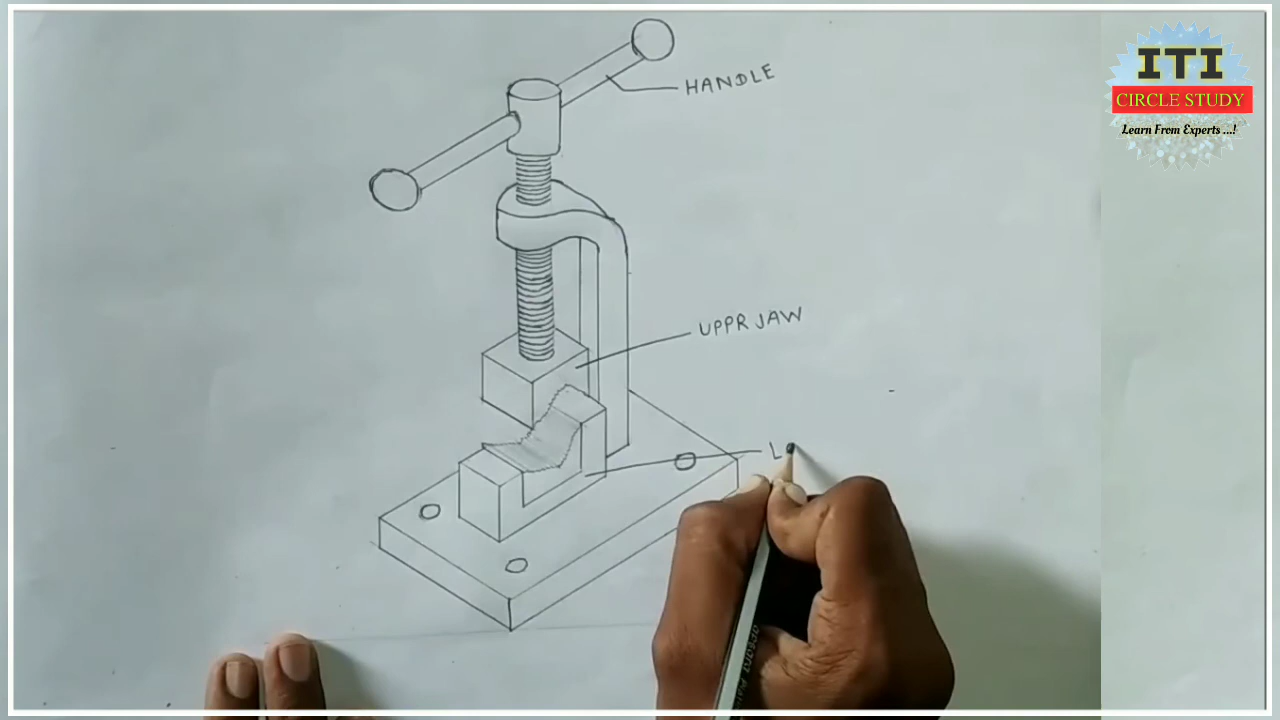 HANDLE
UPPR JAW
L
ITI
CIRCLE STUDY
Learn From Experts ...!